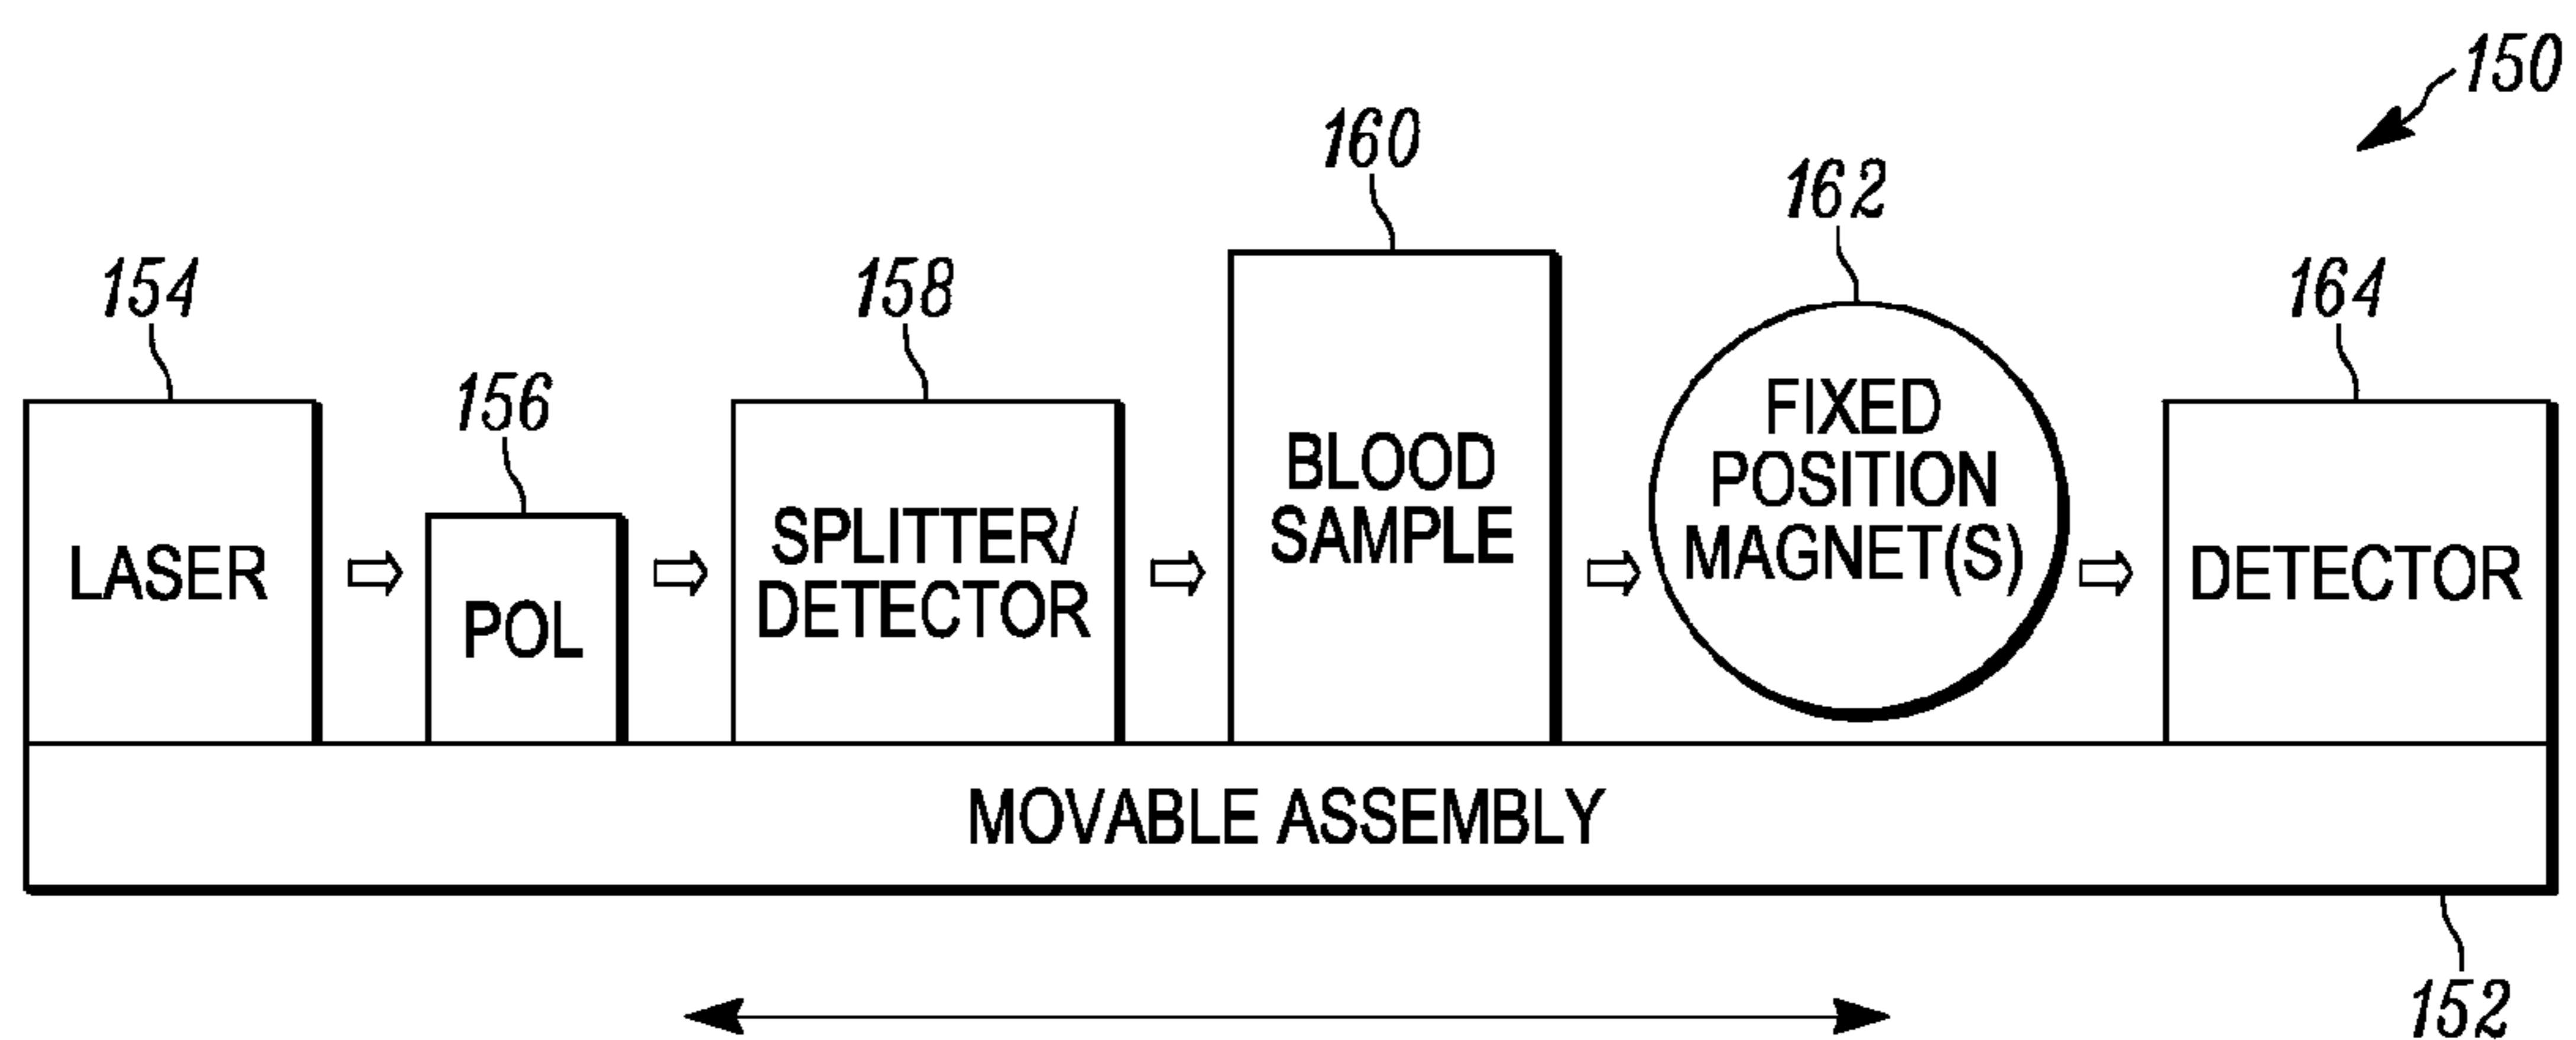 150
160
162
154
158
164
156
LASER
POL
SPLITTER/
DETECTOR
BLOOD
SAMPLE
FIXED
POSITION
MAGNET(S)
DETECTOR
MOVABLE ASSEMBLY
152